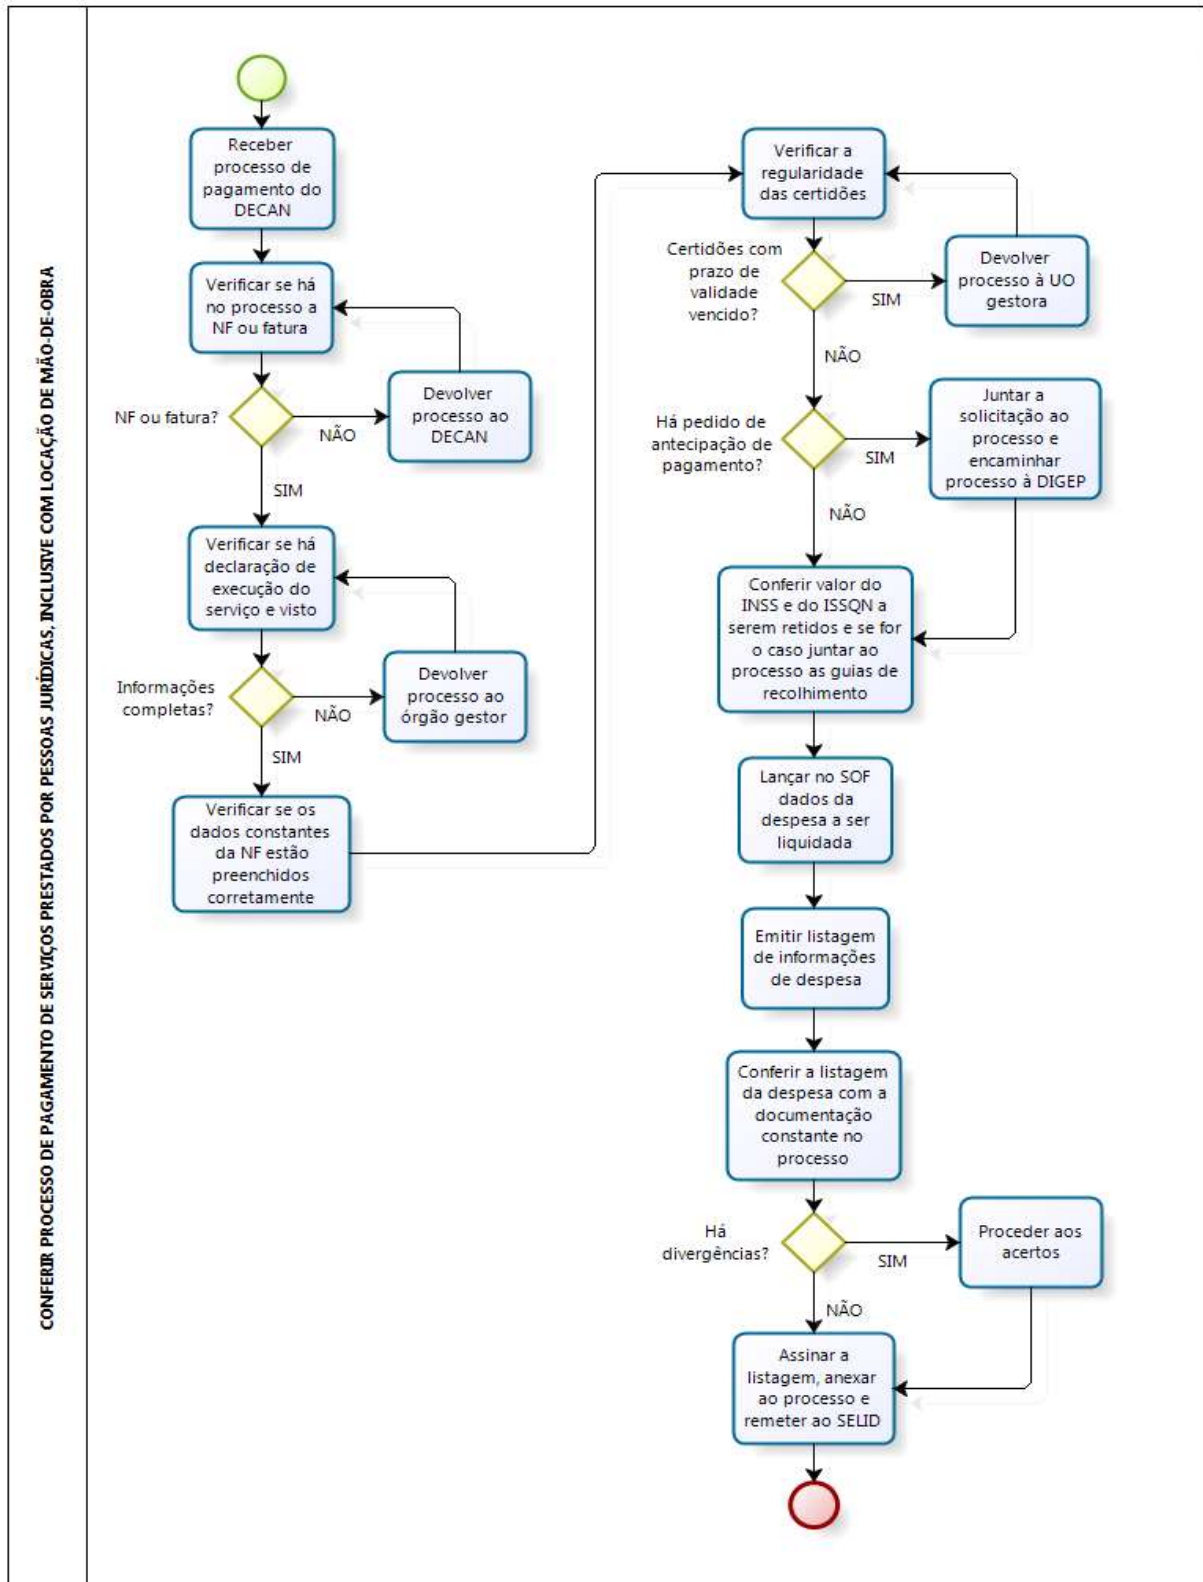 CONFERIR PROCESSO DE PAGAMENTO DE SERVIÇOS PRESTADOS POR PESSOAS JURÍDICAS, INCLUSIVE COM LOCAÇÃO DE MÃO-DE-OBRA
Receber
processo de
pagamento do
DECAN
Verificar se há
no processo a
NF ou fatura
NF ou fatura?
NÃO
Devolver
processo ao
DECAN
SIM
Verificar se há
declaração de
execução do
serviço e visto
Informações
completas?
NÃO
Devolver
processo ao
órgão gestor
SIM
Verificar se os
dados constantes
da NF estão
preenchidos
corretamente
Verificar a
regularidade
das certidões
Certidões com
prazo de
validade
vencido?
SIM
Devolver
processo à UO
gestora
NÃO
Há pedido de
antecipação de
pagamento?
SIM
Juntar a
solicitação ao
processo e
encaminhar
processo à DIGEP
NÃO
Conferir valor do
INSS e do ISSQN a
serem retidos e se for
o caso juntar ao
processo as guias de
recolhimento
Lançar no SOF
dados da
despesa a ser
liquidada
Emitir listagem
de informações
de despesa
Conferir a listagem
da despesa com a
documentação
constante no
processo
Há
divergências?
SIM
Proceder aos
acertos
NÃO
Assinar a
listagem, anexar
ao processo e
remeter ao SELID